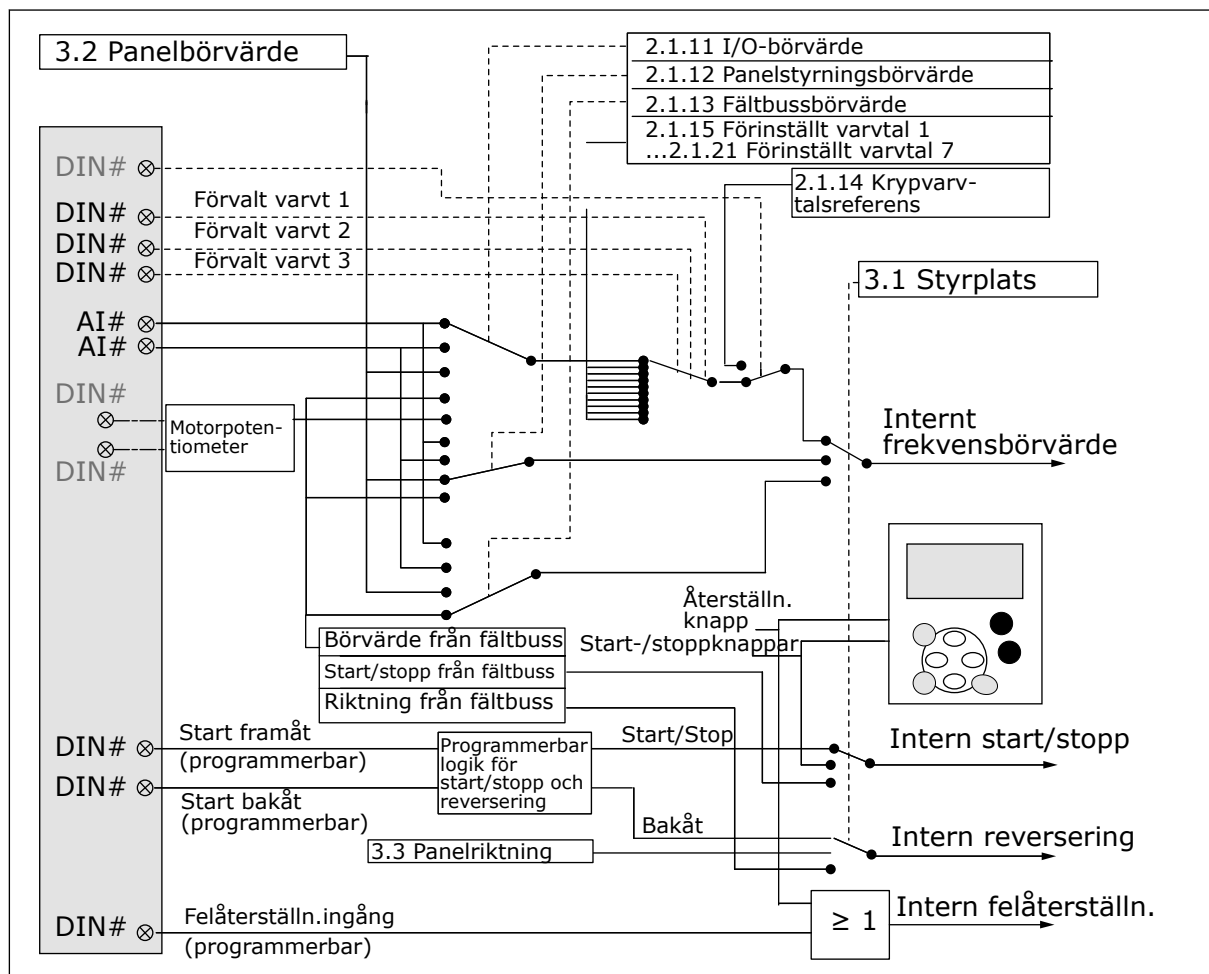 3.2 Panelbörvärde
2.1.11 I/O-börvärde
2.1.12 Panelstyrningsbörvärde
2.1.13 Fältbussbörvärde
2.1.15 Förinställt varvtal 1
...2.1.21 Förinställt varvtal 7
2.1.14 Krypvarv-
talsreferens
3.1 Styrplats
DIN#
DIN#
Förvalt varvt 1
DIN#
Förvalt varvt 2
DIN#
Förvalt varvt 3
AI#
AI#
DIN#
Motorpoten-
tiometer
DIN#
Internt
frekvensbörvärde
Återställn.
knapp
Start-/stoppknappar
Börvärde från fältbuss
Start/stopp från fältbuss
Riktning från fältbuss
DIN#
Start framåt
(programmerbar)
DIN#
Start bakåt
(programmerbar)
Programmerbar
logik för
start/stopp och
reversering
Start/Stop
Intern start/stopp
Bakåt
3.3 Panelriktning
Intern reversering
DIN#
Felåterställn.ingång
(programmerbar)
≥ 1
Intern felåterställn.